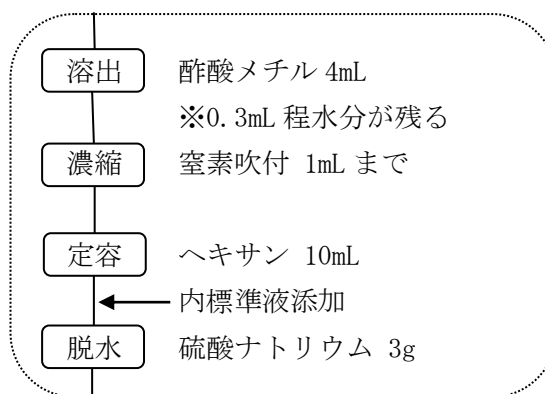 溶出 酢酸メチル 4mL
※0.3mL 程水分が残る
濃縮 窒素吹付 1mL まで
定容 ヘキサン 10mL
内標準液添加
脱水 硫酸ナトリウム 3g